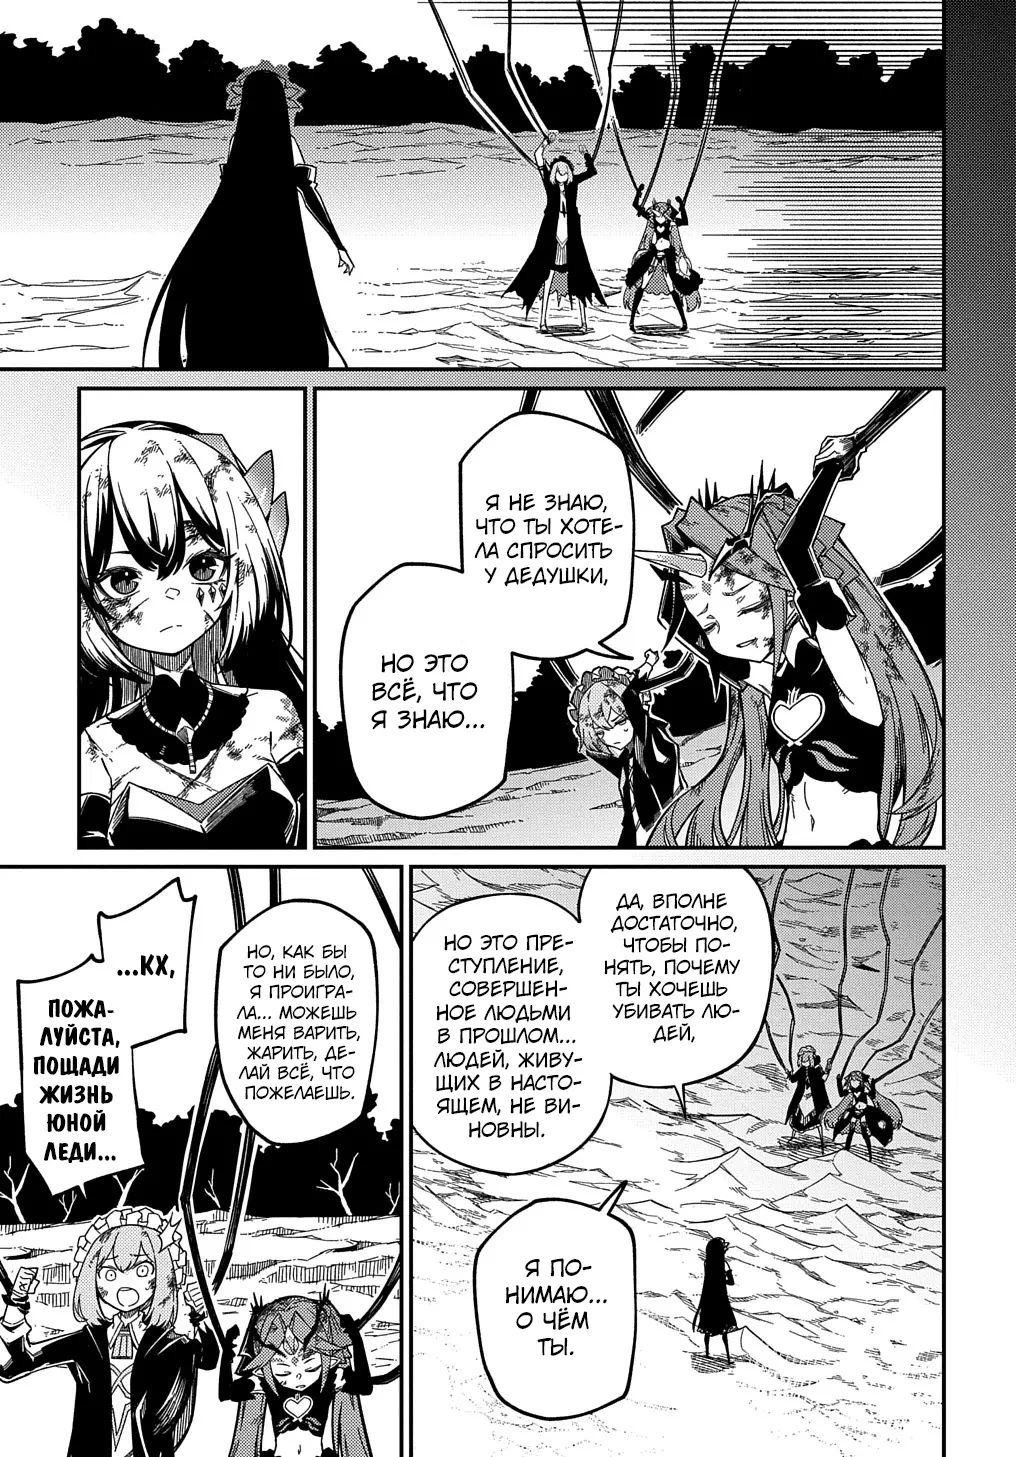 Я НЕ ЗНАЮ,
ЧТО ТЫ ХОТЕ-
ЛА СПРОСИТЬ
У ДЕДУШКИ,
НО ЭТО
ВСЁ, ЧТО
Я ЗНАЮ...
ДА, ВПОЛНЕ
ДОСТАТОЧНО,
ЧТОБЫ ПО-
НЯТЬ, ПОЧЕМУ
ТЫ ХОЧЕШЬ
УБИВАТЬ ЛЮ-
ДЕЙ,
НО ЭТО ПРЕ-
СТУПЛЕНИЕ,
СОВЕРШЕН-
НОЕ ЛЮДЬМИ
В ПРОШЛОМ...
ЛЮДЕЙ, ЖИВУ-
ЩИХ В НАСТО-
ЯЩЕМ, НЕ ВИ-
НОВНЫ.
Я ПО-
НИМАЮ...
О ЧЁМ
ТЫ.
НО, КАК БЫ
ТО НИ БЫЛО,
Я ПРОИГРА-
ЛА... МОЖЕШЬ
МЕНЯ ВАРИТЬ,
ЖАРИТЬ, ДЕ-
ЛАЙ ВСЁ, ЧТО
ПОЖЕЛАЕШЬ.
...КХ,
ПОЖА-
ЛУЙСТА,
ПОЩАДИ
ЖИЗНЬ
ЮНОЙ
ЛЕДИ...